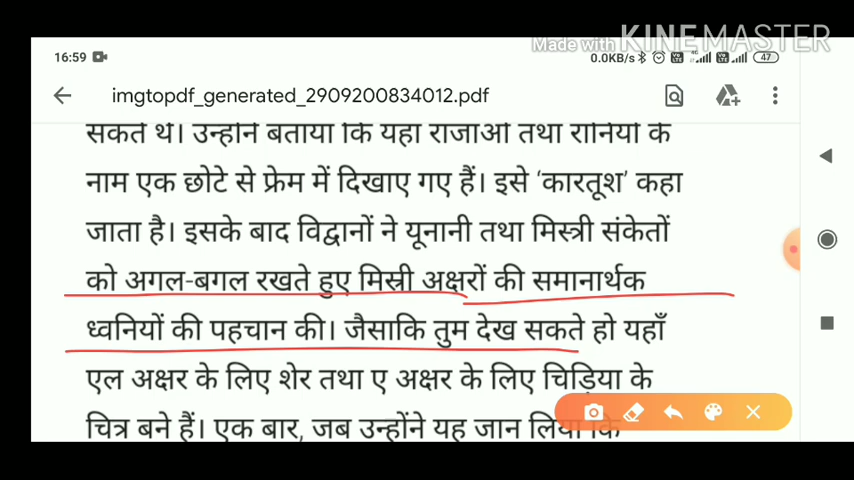 Made with KINEMASTER
16:59 0.0KB/s 4G 47
imgtopdf_generated_2909200834012.pdf
सकते थे। उन्होंने बताया कि यहाँ राजाओं तथा रानियों के
नाम एक छोटे से फ्रेम में दिखाए गए हैं। इसे ‘कारतूश’ कहा
जाता है। इसके बाद विद्वानों ने यूनानी तथा मिस्त्री संकेतों
को अगल-बगल रखते हुए मिस्री अक्षरों की समानार्थक
ध्वनियों की पहचान की। जैसाकि तुम देख सकते हो यहाँ
एल अक्षर के लिए शेर तथा ए अक्षर के लिए चिड़िया के
चित्र बने हैं। एक बार, जब उन्होंने यह जान लिया कि